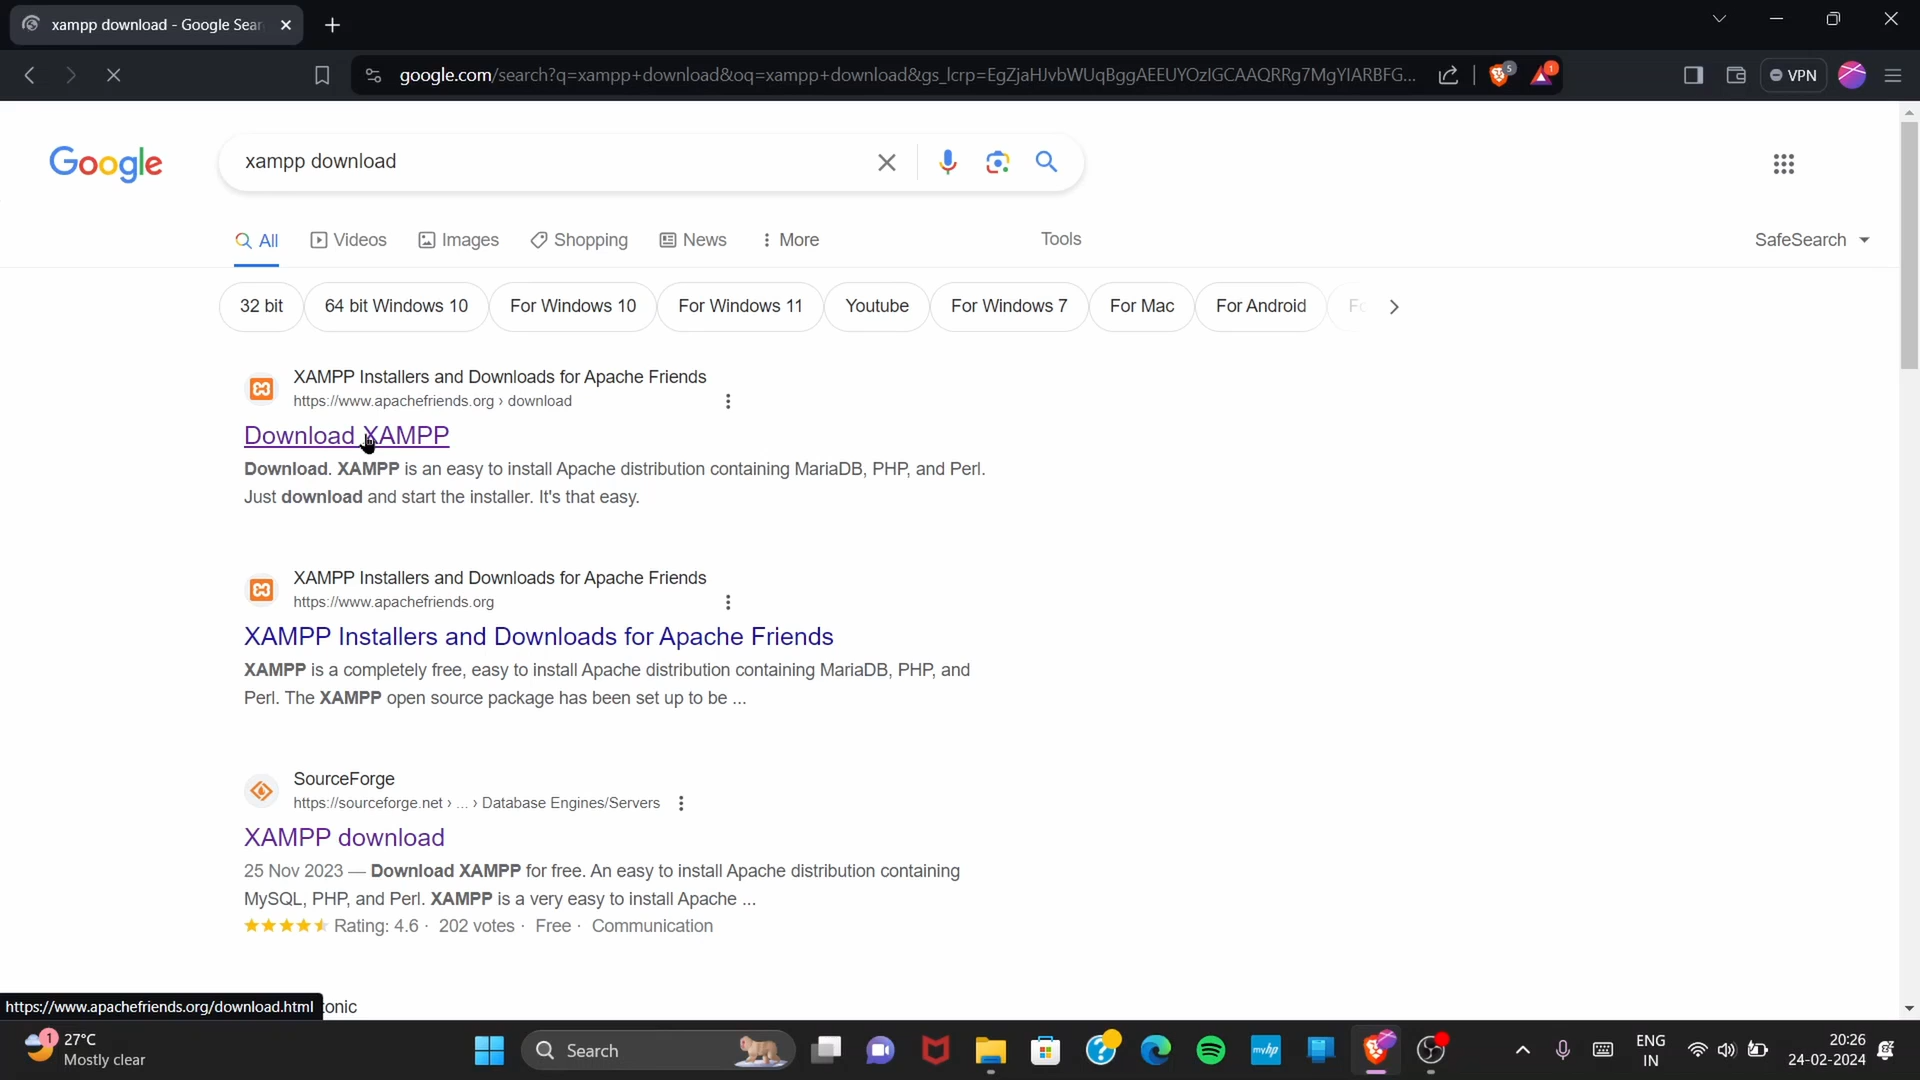 xampp download - Google Sear
google.com/search?q=xampp+download&oq=xampp+download&gs_lcrp=EgZjaHJvbWUqBggAEEUYOzIGCAAQRRg7MgYIARBFG...
5
1
VPN
Google
xampp download
All
Videos
Images
Shopping
News
More
Tools
SafeSearch
32 bit
64 bit Windows 10
For Windows 10
For Windows 11
Youtube
For Windows 7
For Mac
For Android
Fo
XAMPP Installers and Downloads for Apache Friends
https://www.apachefriends.org › download
Download XAMPP
Download. XAMPP is an easy to install Apache distribution containing MariaDB, PHP, and Perl.
Just download and start the installer. It's that easy.
XAMPP Installers and Downloads for Apache Friends
https://www.apachefriends.org
XAMPP Installers and Downloads for Apache Friends
XAMPP is a completely free, easy to install Apache distribution containing MariaDB, PHP, and
Perl. The XAMPP open source package has been set up to be ...
SourceForge
https://sourceforge.net › ... › Database Engines/Servers
XAMPP download
25 Nov 2023 — Download XAMPP for free. An easy to install Apache distribution containing
MySQL, PHP, and Perl. XAMPP is a very easy to install Apache ...
Rating: 4.6 · 202 votes · Free · Communication
https://www.apachefriends.org/download.html
tonic
1
27°C
Mostly clear
Search
myhp
ENG
IN
20:26
24-02-2024